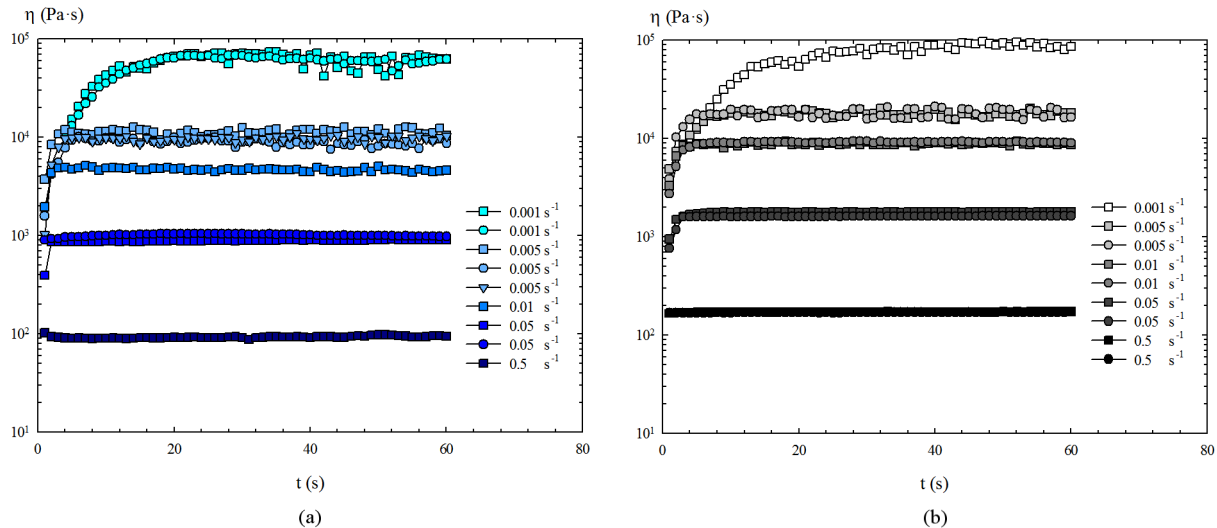 η (Pa·s)
10⁵
10⁴
10³
10²
10¹
0 20 40 60 80
t (s)
0.001 s⁻¹
0.001 s⁻¹
0.005 s⁻¹
0.005 s⁻¹
0.005 s⁻¹
0.01 s⁻¹
0.05 s⁻¹
0.05 s⁻¹
0.5 s⁻¹
(a)
η (Pa·s)
10⁵
10⁴
10³
10²
10¹
0 20 40 60 80
t (s)
0.001 s⁻¹
0.005 s⁻¹
0.005 s⁻¹
0.01 s⁻¹
0.01 s⁻¹
0.05 s⁻¹
0.05 s⁻¹
0.5 s⁻¹
0.5 s⁻¹
(b)